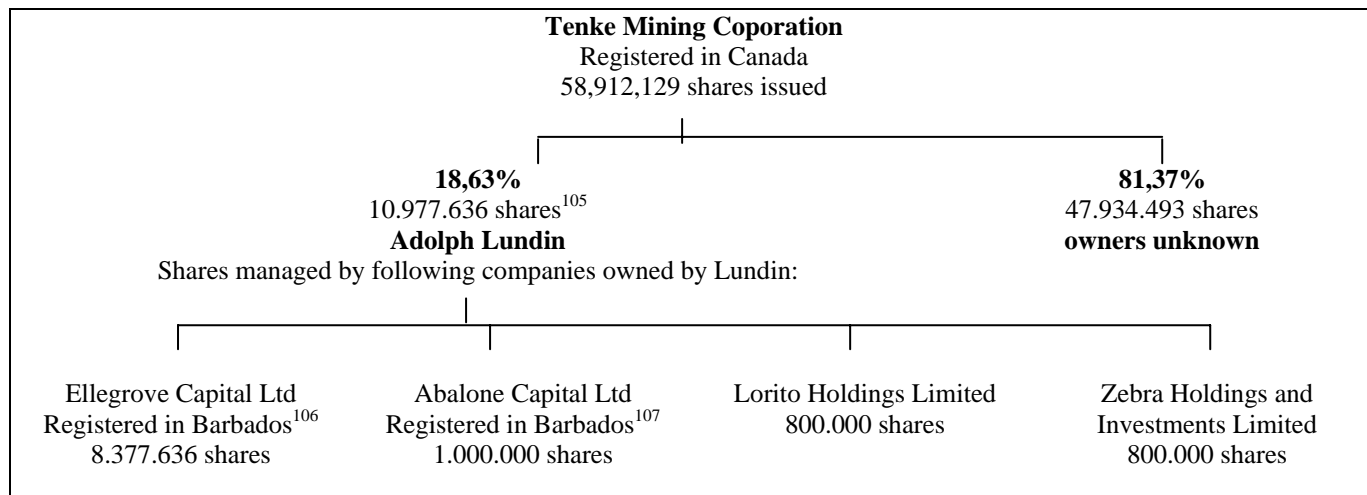 Tenke Mining Coporation
Registered in Canada
58,912,129 shares issued
18,63%
10.977.636 shares105
Adolph Lundin
Shares managed by following companies owned by Lundin:
81,37%
47.934.493 shares
owners unknown
Ellegrove Capital Ltd
Registered in Barbados106
8.377.636 shares
Abalone Capital Ltd
Registered in Barbados107
1.000.000 shares
Lorito Holdings Limited
800.000 shares
Zebra Holdings and
Investments Limited
800.000 shares